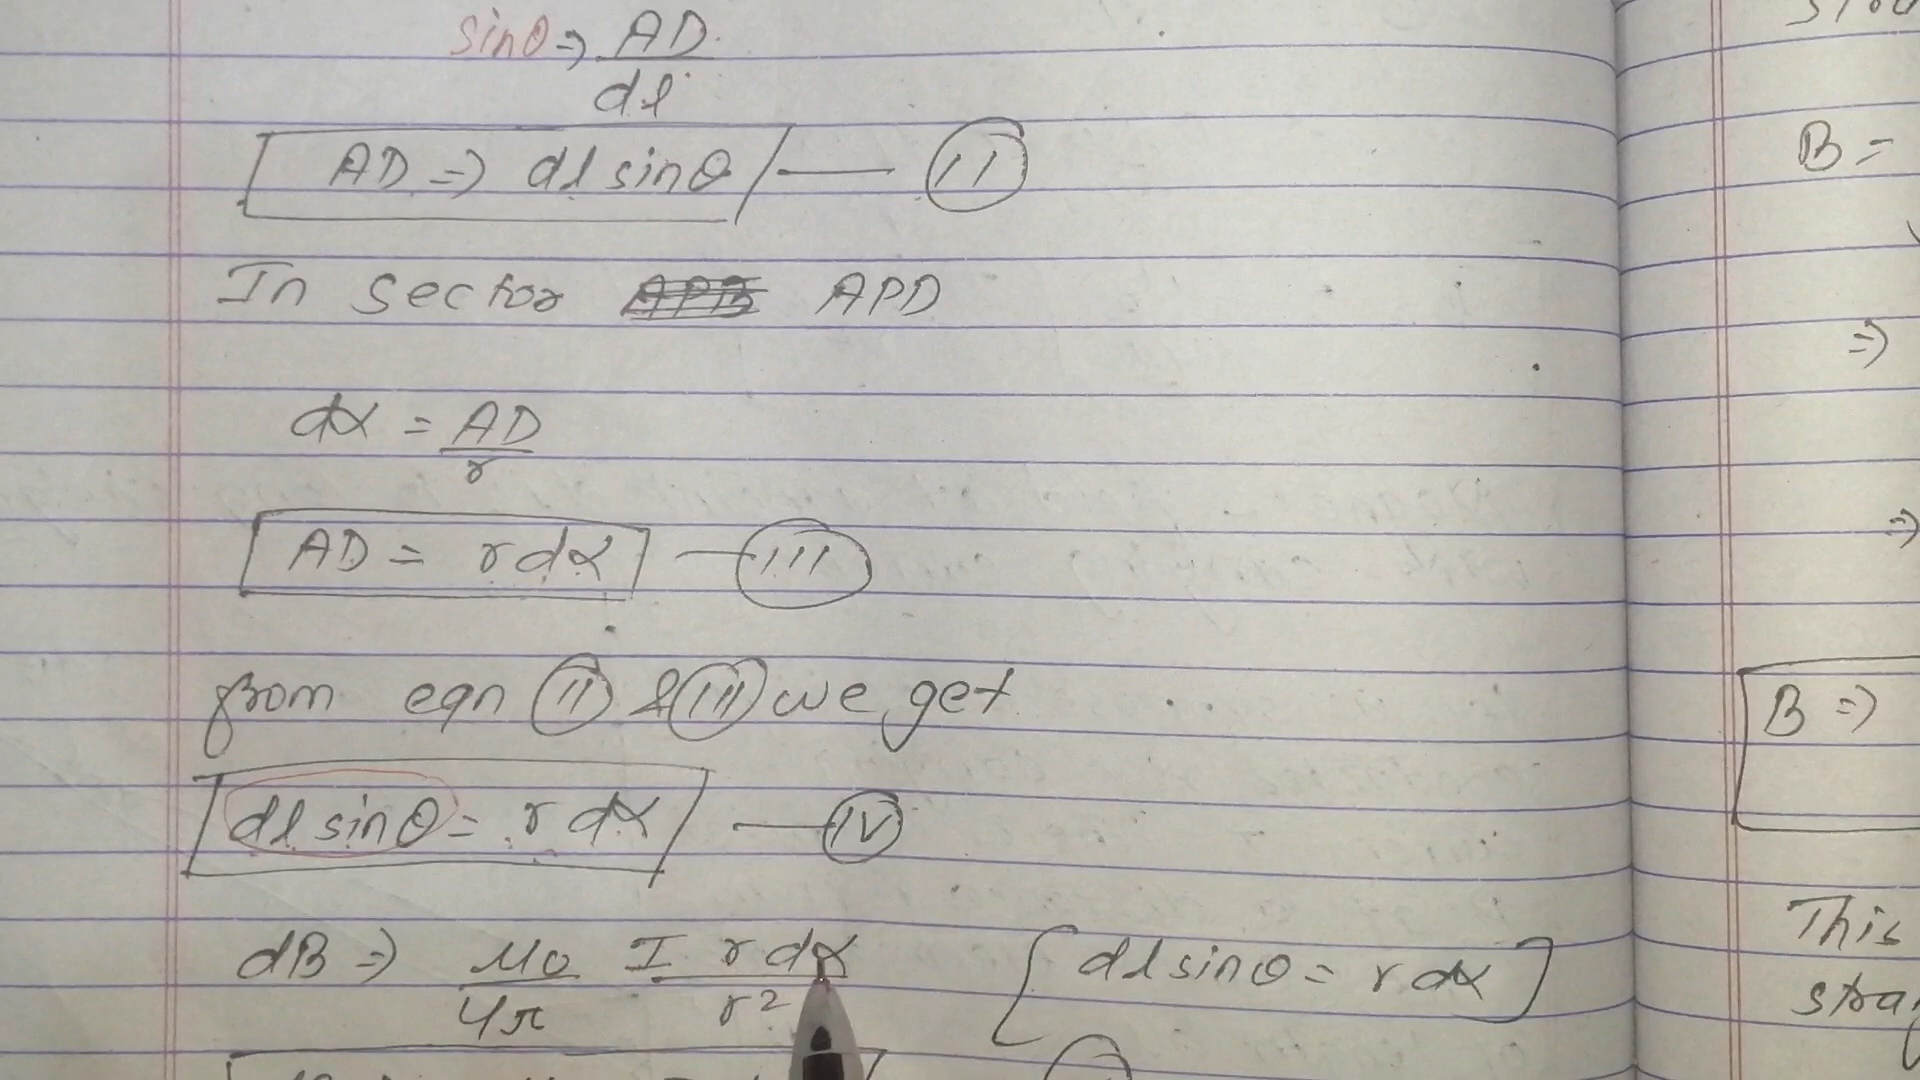 sinθ ⇒ AD
dl
AD ⇒ dl sinθ — II
In sector APD
dα = AD
r
AD = r dα — III
from eqn II & III we get
dl sinθ = r dα — IV
dB ⇒ μ0 I r dα [dl sinθ = r dα]
4π r²
B =
⇒
⇒
B ⇒
This
stra